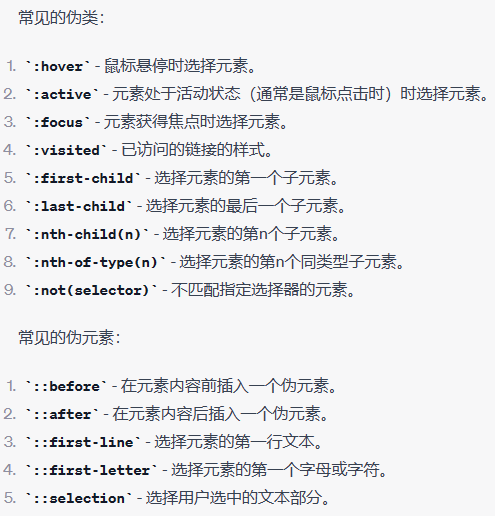 常见的伪类：
1. `:hover` - 鼠标悬停时选择元素。
2. `:active` - 元素处于活动状态（通常是鼠标点击时）时选择元素。
3. `:focus` - 元素获得焦点时选择元素。
4. `:visited` - 已访问的链接的样式。
5. `:first-child` - 选择元素的第一个子元素。
6. `:last-child` - 选择元素的最后一个子元素。
7. `:nth-child(n)` - 选择元素的第n个子元素。
8. `:nth-of-type(n)` - 选择元素的第n个同类型子元素。
9. `:not(selector)` - 不匹配指定选择器的元素。
常见的伪元素：
1. `::before` - 在元素内容前插入一个伪元素。
2. `::after` - 在元素内容后插入一个伪元素。
3. `::first-line` - 选择元素的第一行文本。
4. `::first-letter` - 选择元素的第一个字母或字符。
5. `::selection` - 选择用户选中的文本部分。